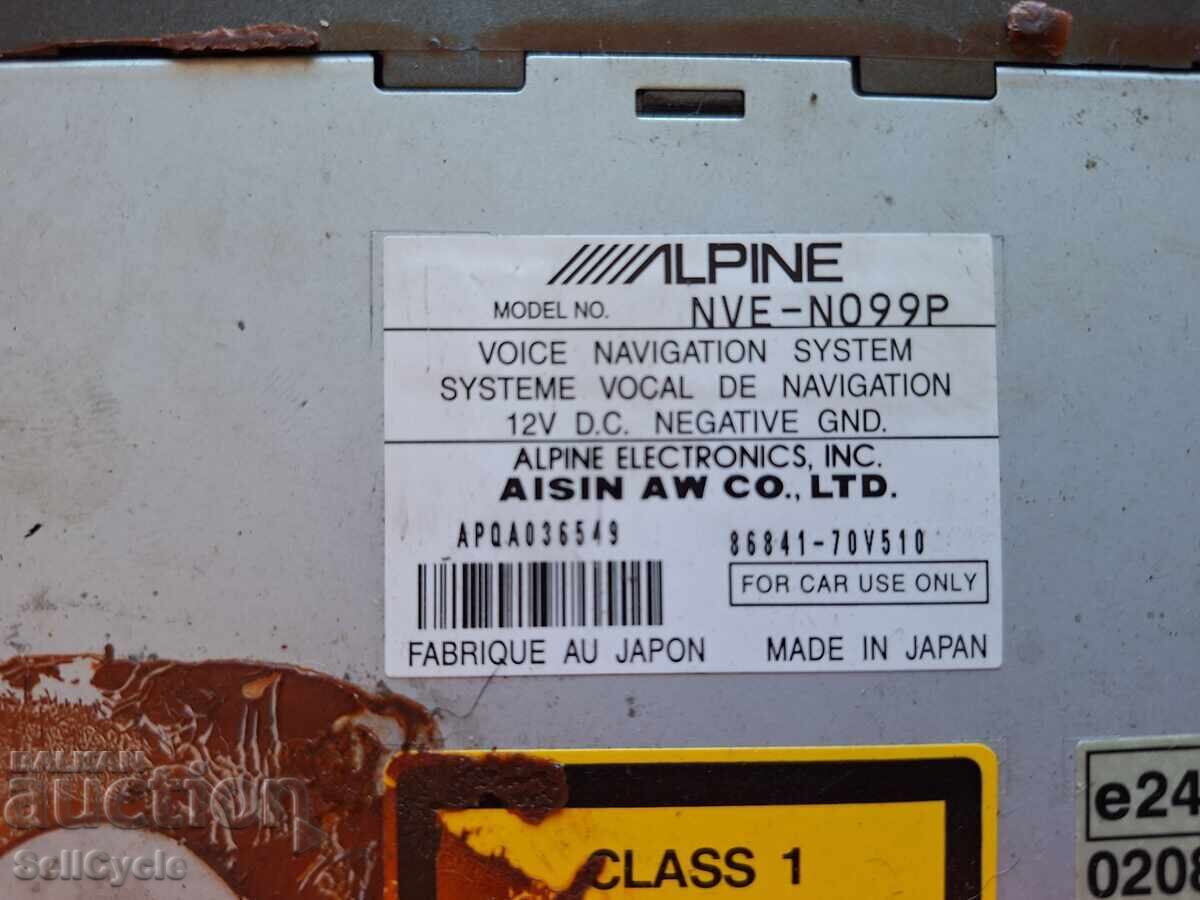 ALPINE
MODEL NO. NVE-N099P
VOICE NAVIGATION SYSTEM
SYSTEME VOCAL DE NAVIGATION
12V D.C. NEGATIVE GND.
ALPINE ELECTRONICS, INC.
AISIN AW CO., LTD.
APQA036549 86841-70V510
FOR CAR USE ONLY
FABRIQUE AU JAPON MADE IN JAPAN
CLASS 1
e24
0208
BALKAN
auction
SellCycle